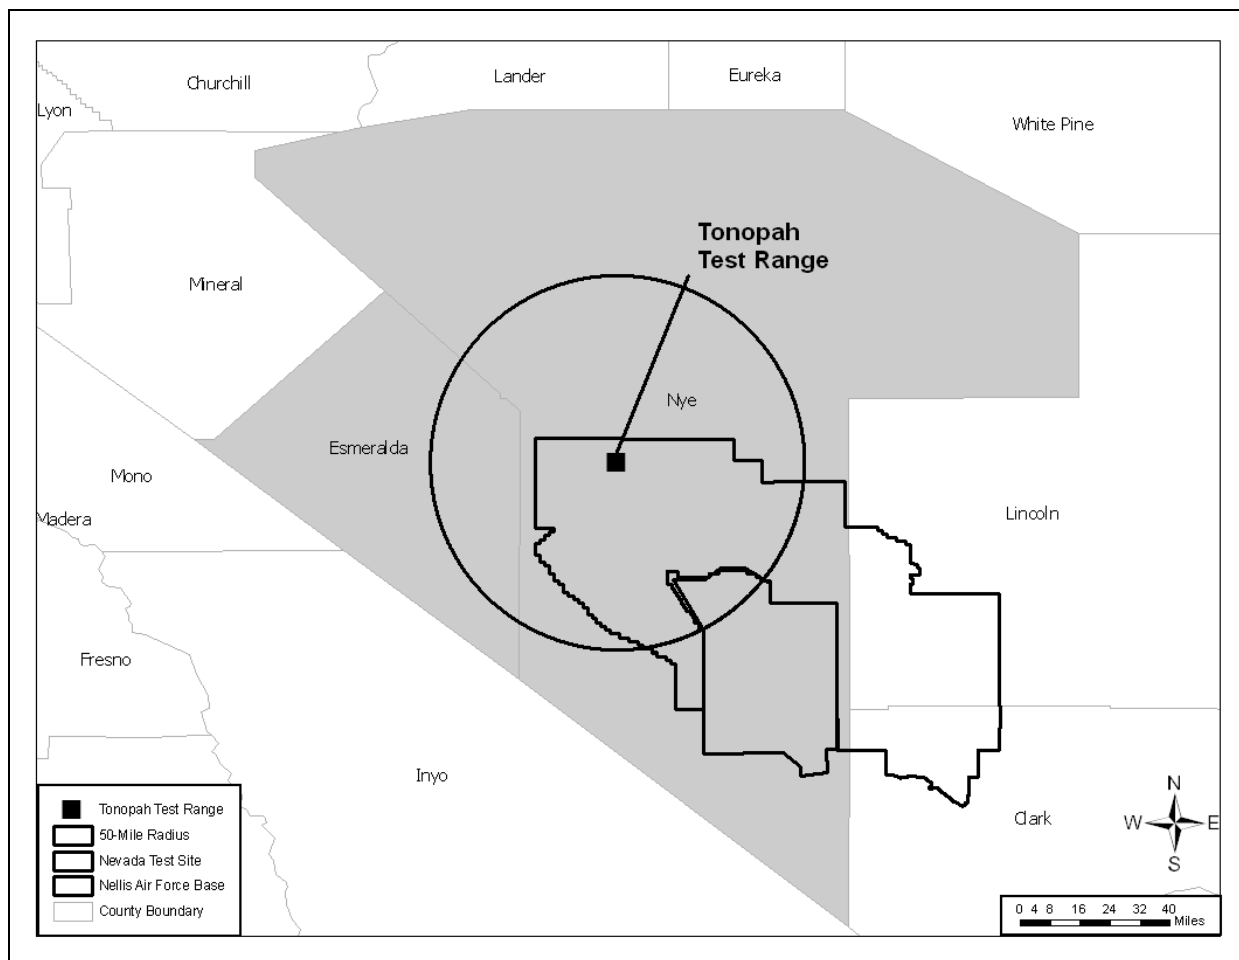 Churchill
Lander
Eureka
Lyon
White Pine
Tonopah
Test Range
Mineral
Nye
Esmeralda
Mono
Madera
Lincoln
Fresno
Inyo
Clark
N
W
E
S
Tonopah Test Range
50-Mile Radius
Nevada Test Site
Nellis Air Force Base
County Boundary
0 4 8 16 24 32 40
Miles